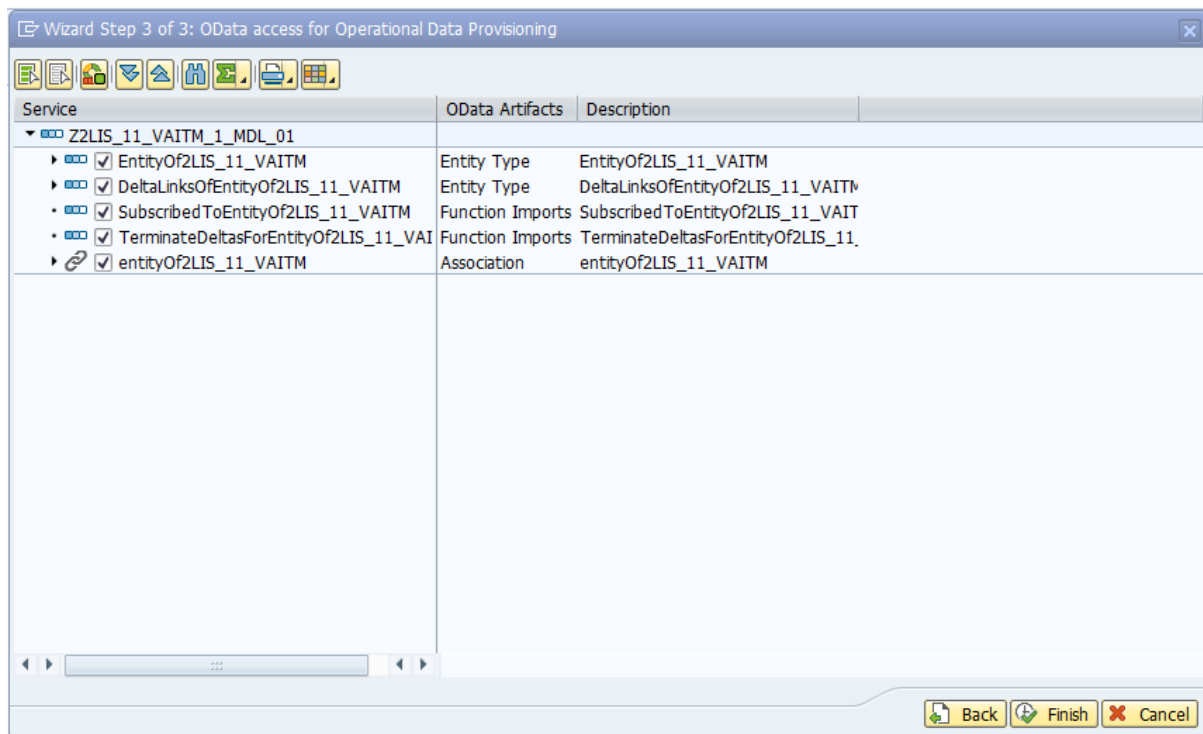 Wizard Step 3 of 3: OData access for Operational Data Provisioning
Service OData Artifacts Description
Z2LIS_11_VAITM_1_MDL_01
EntityOf2LIS_11_VAITM Entity Type EntityOf2LIS_11_VAITM
DeltaLinksOfEntityOf2LIS_11_VAITM Entity Type DeltaLinksOfEntityOf2LIS_11_VAITM
SubscribedToEntityOf2LIS_11_VAITM Function Imports SubscribedToEntityOf2LIS_11_VAIT
TerminateDeltasForEntityOf2LIS_11_VAI Function Imports TerminateDeltasForEntityOf2LIS_11_
entityOf2LIS_11_VAITM Association entityOf2LIS_11_VAITM
Back Finish Cancel